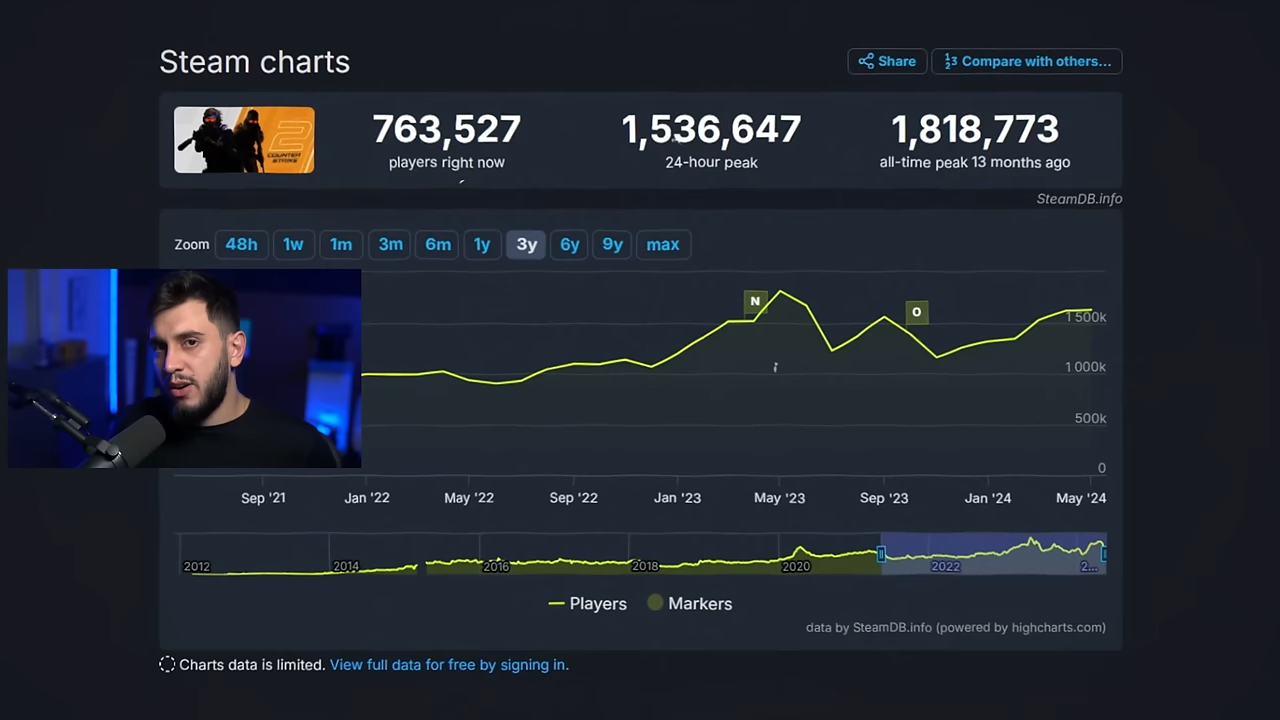 Steam charts
Share
Compare with others...
2
COUNTER
STRIKE
763,527
players right now
1,536,647
24-hour peak
1,818,773
all-time peak 13 months ago
SteamDB.info
Zoom 48h 1w 1m 3m 6m 1y 3y 6y 9y max
N
O
1 500k
1 000k
500k
0
Sep '21 Jan '22 May '22 Sep '22 Jan '23 May '23 Sep '23 Jan '24 May '24
2012 2014 2016 2018 2020 2022 2...
Players Markers
data by SteamDB.info (powered by highcharts.com)
Charts data is limited. View full data for free by signing in.